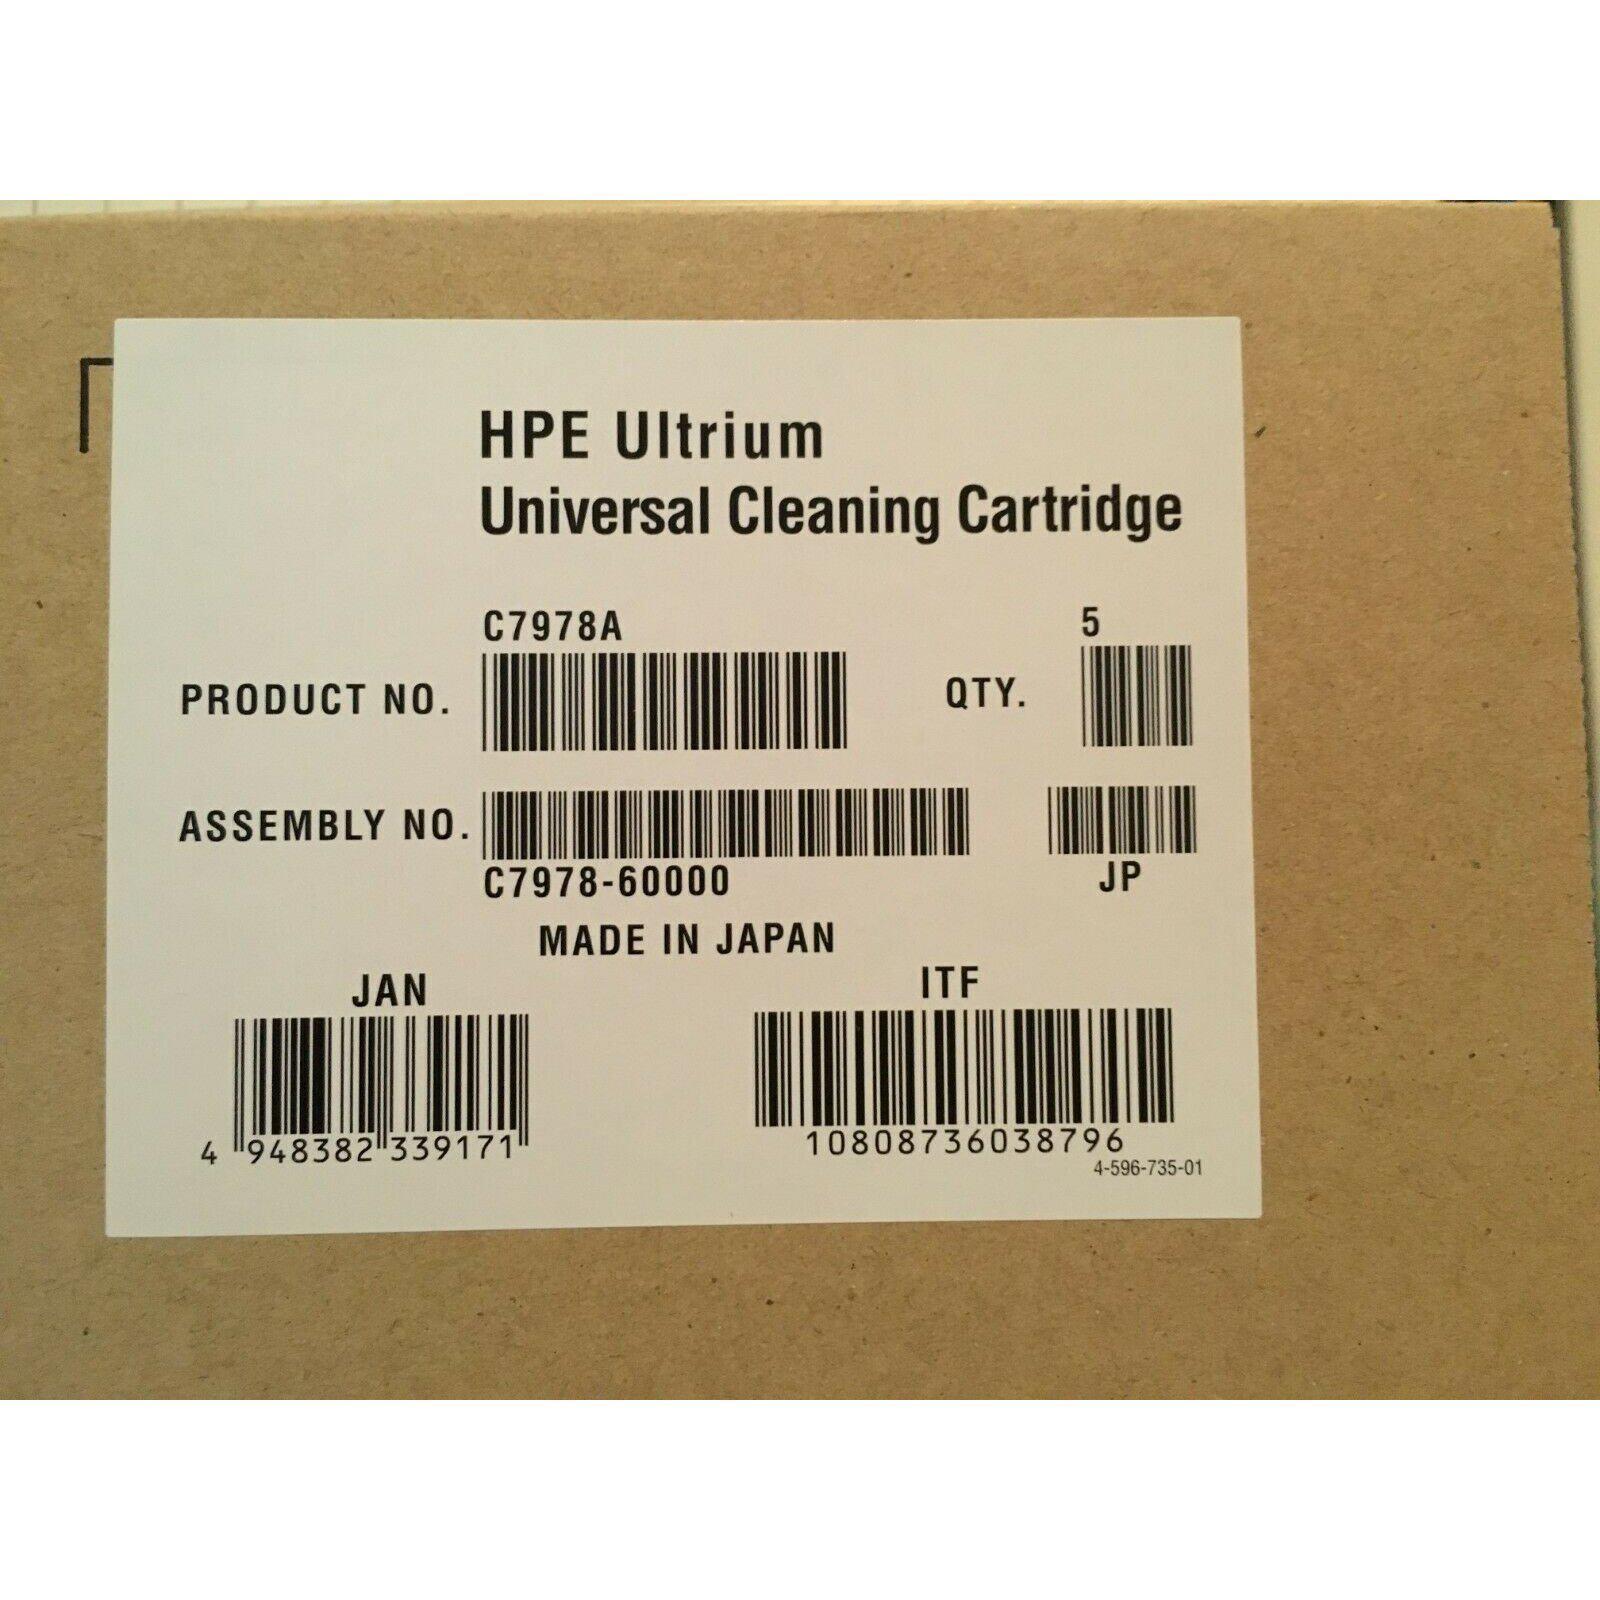 HPE Ultrium
Universal Cleaning Cartridge
C7978A
5
PRODUCT NO.
QTY.
ASSEMBLY NO.
C7978-60000
JP
MADE IN JAPAN
JAN
ITF
4 948382 339171
10808736038796
4-596-735-01